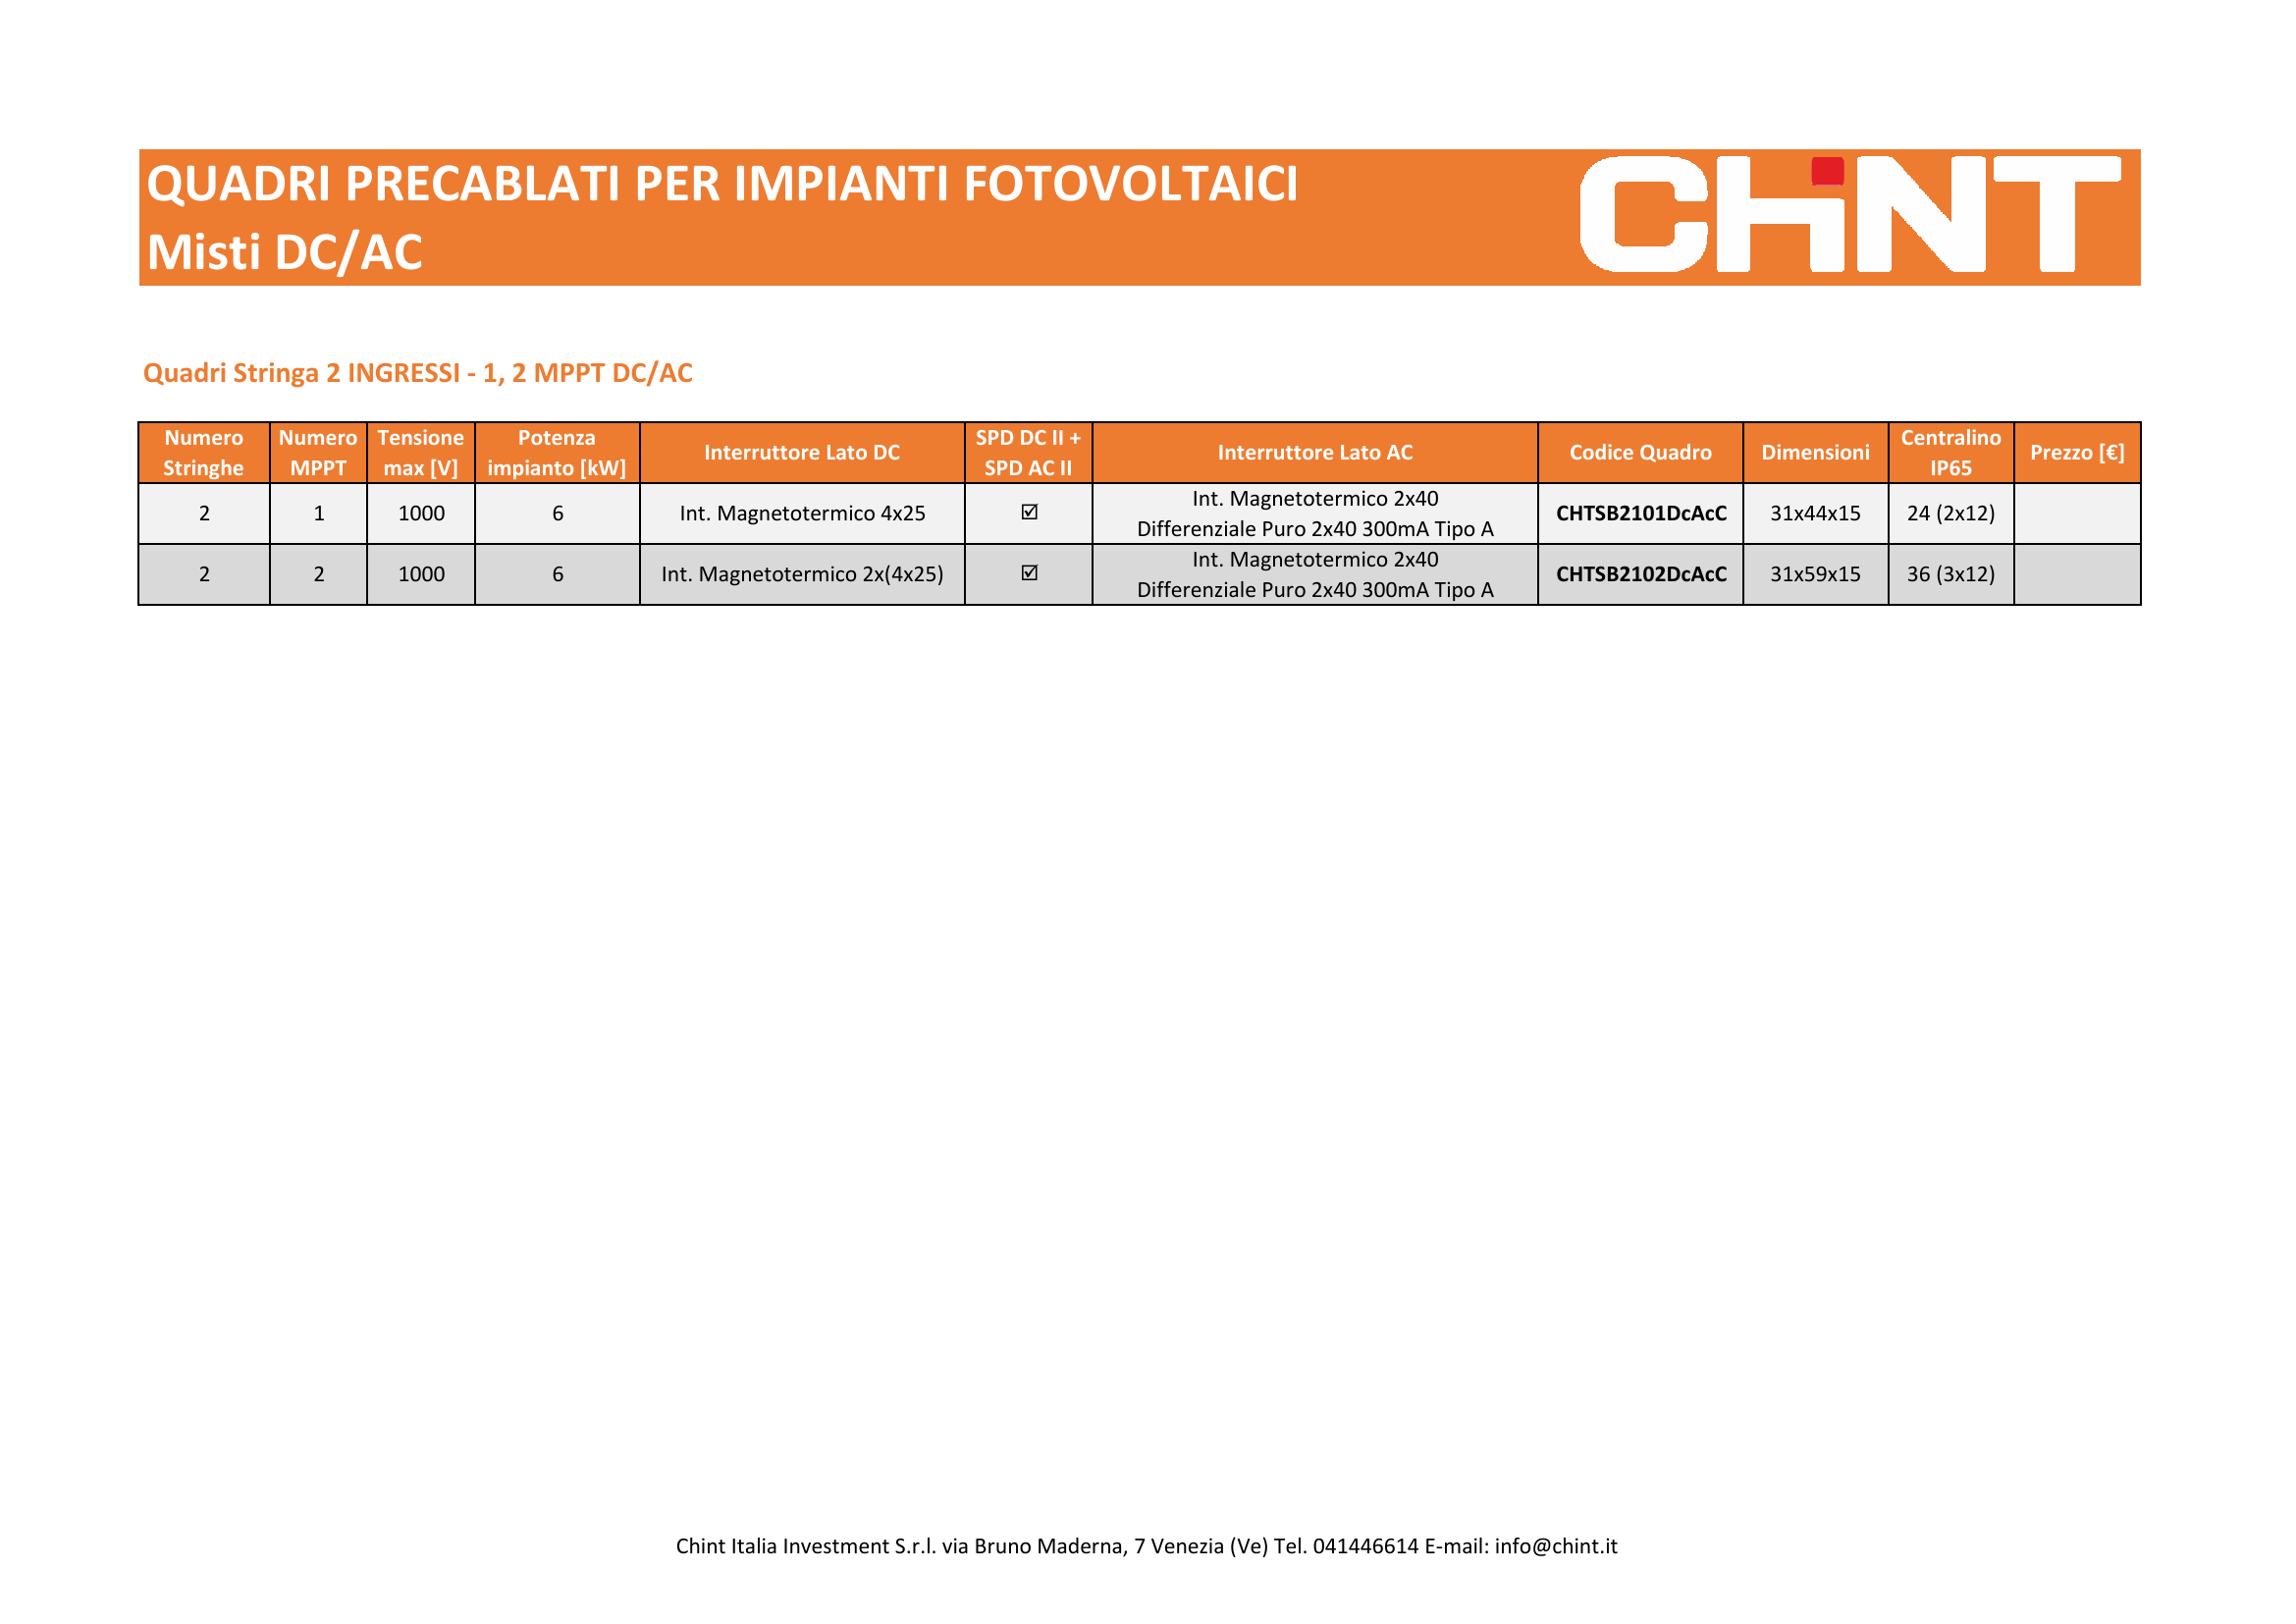 QUADRI PRECABLATI PER IMPIANTI FOTOVOLTAICI
Misti DC/AC
CHiNT
Quadri Stringa 2 INGRESSI - 1, 2 MPPT DC/AC
Numero Stringhe | Numero MPPT | Tensione max [V] | Potenza impianto [kW] | Interruttore Lato DC | SPD DC II + SPD AC II | Interruttore Lato AC | Codice Quadro | Dimensioni | Centralino IP65 | Prezzo [€]
2 | 1 | 1000 | 6 | Int. Magnetotermico 4x25 | ☑ | Int. Magnetotermico 2x40 Differenziale Puro 2x40 300mA Tipo A | CHTSB2101DcAcC | 31x44x15 | 24 (2x12) |
2 | 2 | 1000 | 6 | Int. Magnetotermico 2x(4x25) | ☑ | Int. Magnetotermico 2x40 Differenziale Puro 2x40 300mA Tipo A | CHTSB2102DcAcC | 31x59x15 | 36 (3x12) |
Chint Italia Investment S.r.l. via Bruno Maderna, 7 Venezia (Ve) Tel. 041446614 E-mail: info@chint.it